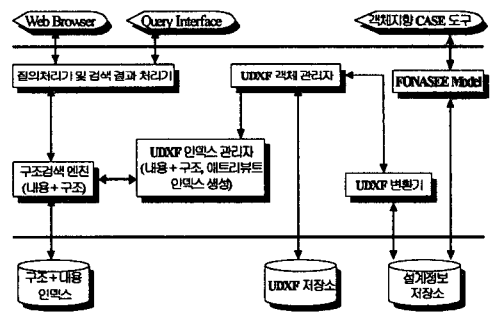 Web Browser
Query Interface
객체지향 CASE 도구
질의처리기 및 검색 결과 처리기
UDXF 객체 관리자
FONASEE Model
구조검색 엔진
(내용 + 구조)
UDXF 인덱스 관리자
(내용 + 구조, 애트리뷰트
인덱스 생성)
UDXF 변환기
구조 + 내용
인덱스
UDXF 저장소
설계정보
저장소